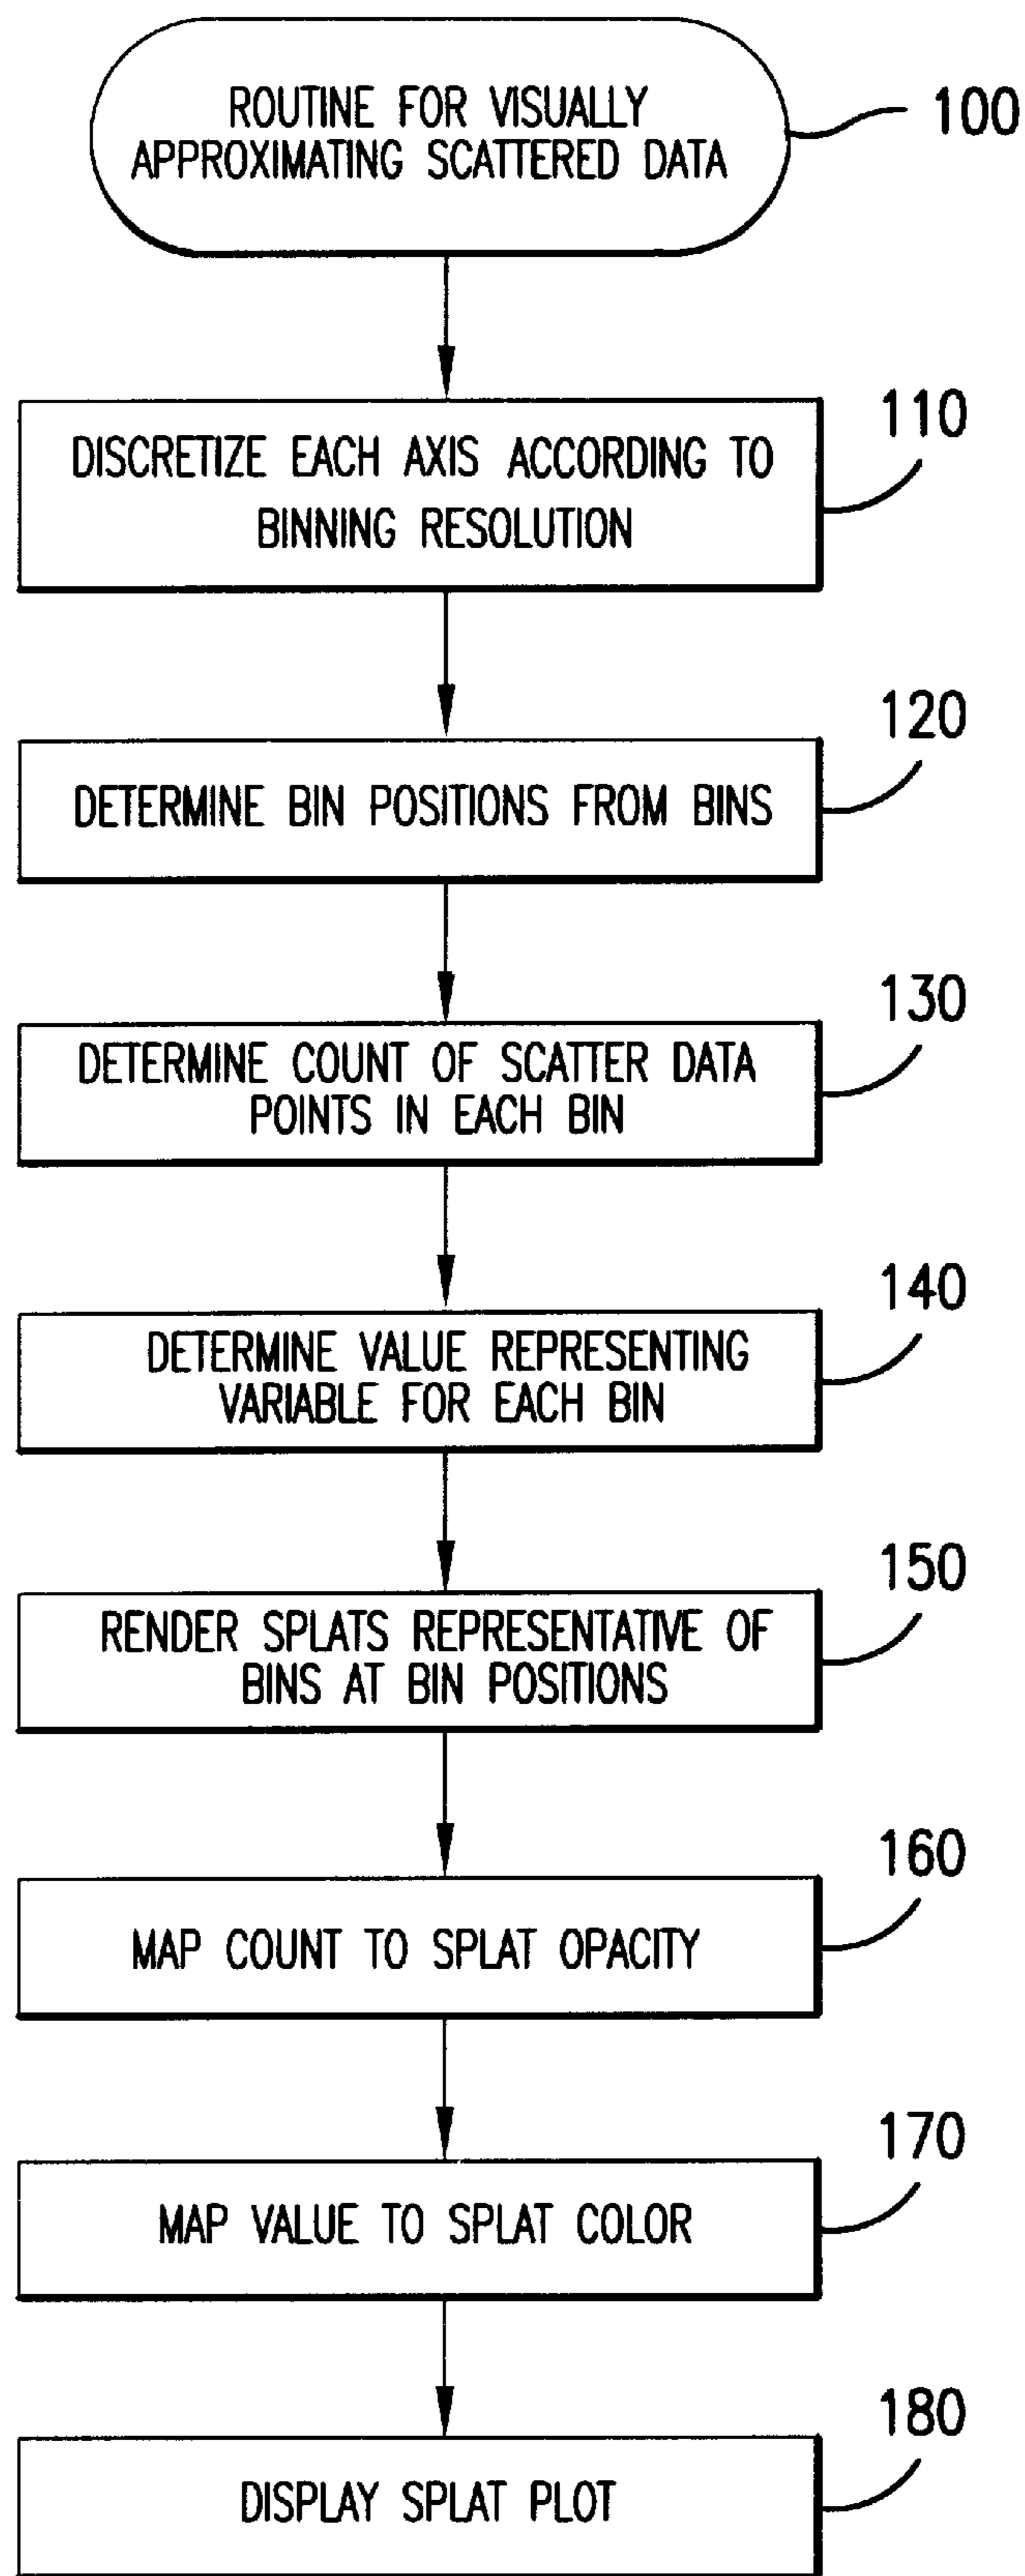 ROUTINE FOR VISUALLY
APPROXIMATING SCATTERED DATA
100
DISCRETIZE EACH AXIS ACCORDING TO
BINNING RESOLUTION
110
DETERMINE BIN POSITIONS FROM BINS
120
DETERMINE COUNT OF SCATTER DATA
POINTS IN EACH BIN
130
DETERMINE VALUE REPRESENTING
VARIABLE FOR EACH BIN
140
RENDER SPLATS REPRESENTATIVE OF
BINS AT BIN POSITIONS
150
MAP COUNT TO SPLAT OPACITY
160
MAP VALUE TO SPLAT COLOR
170
DISPLAY SPLAT PLOT
180